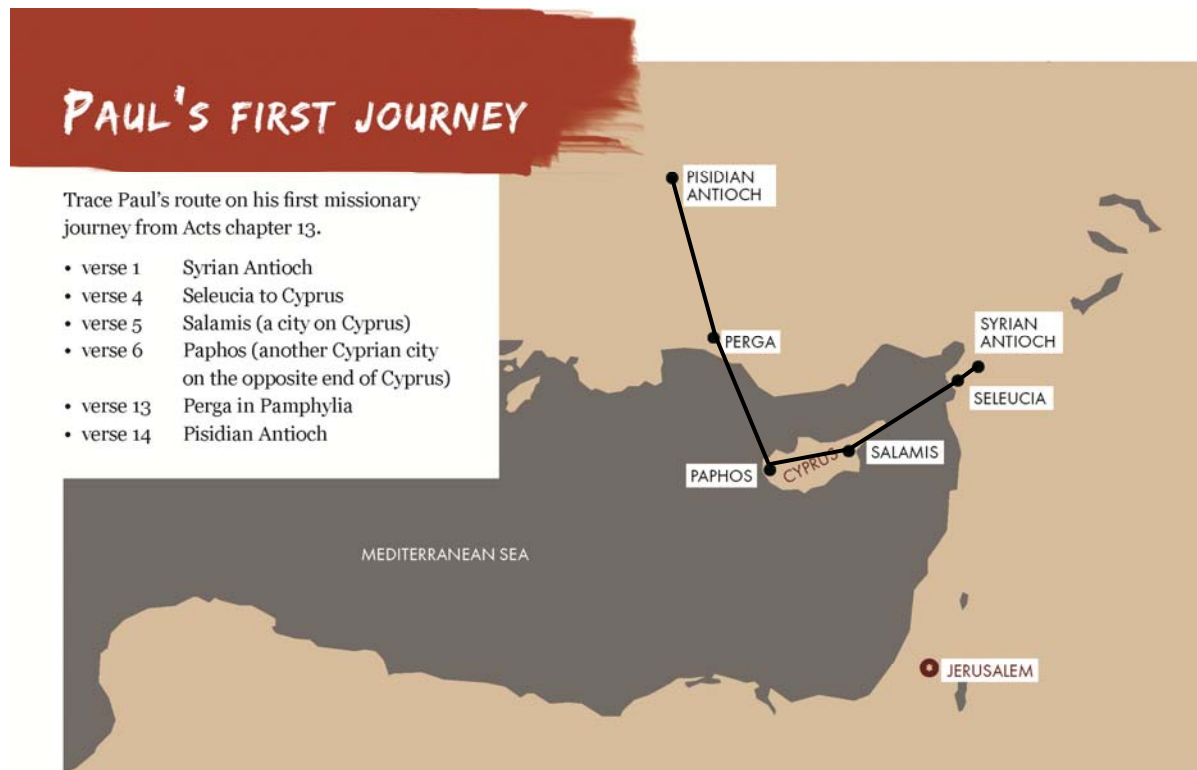 PAUL'S FIRST JOURNEY
Trace Paul's route on his first missionary
journey from Acts chapter 13.
• verse 1 Syrian Antioch
• verse 4 Seleucia to Cyprus
• verse 5 Salamis (a city on Cyprus)
• verse 6 Paphos (another Cyprian city
on the opposite end of Cyprus)
• verse 13 Perga in Pamphylia
• verse 14 Pisidian Antioch
PISIDIAN
ANTIOCH
PERGA
SYRIAN
ANTIOCH
SELEUCIA
SALAMIS
CYPRUS
PAPHOS
MEDITERRANEAN SEA
JERUSALEM